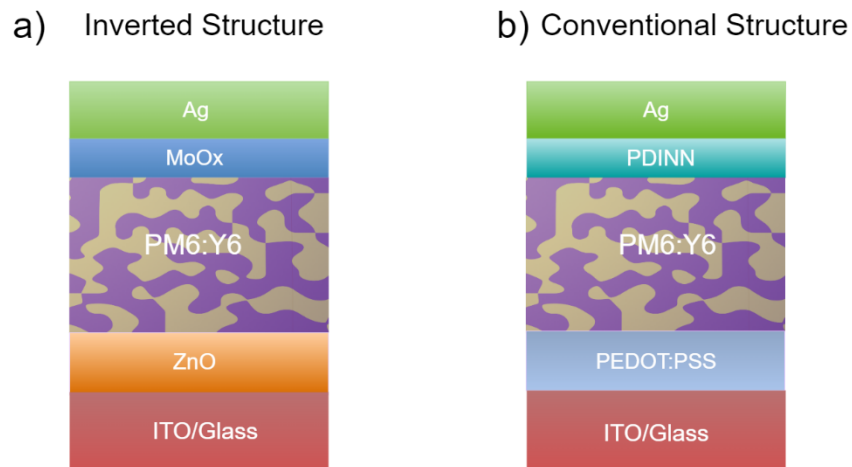 a) Inverted Structure
Ag
MoOx
PM6:Y6
ZnO
ITO/Glass
b) Conventional Structure
Ag
PDINN
PM6:Y6
PEDOT:PSS
ITO/Glass